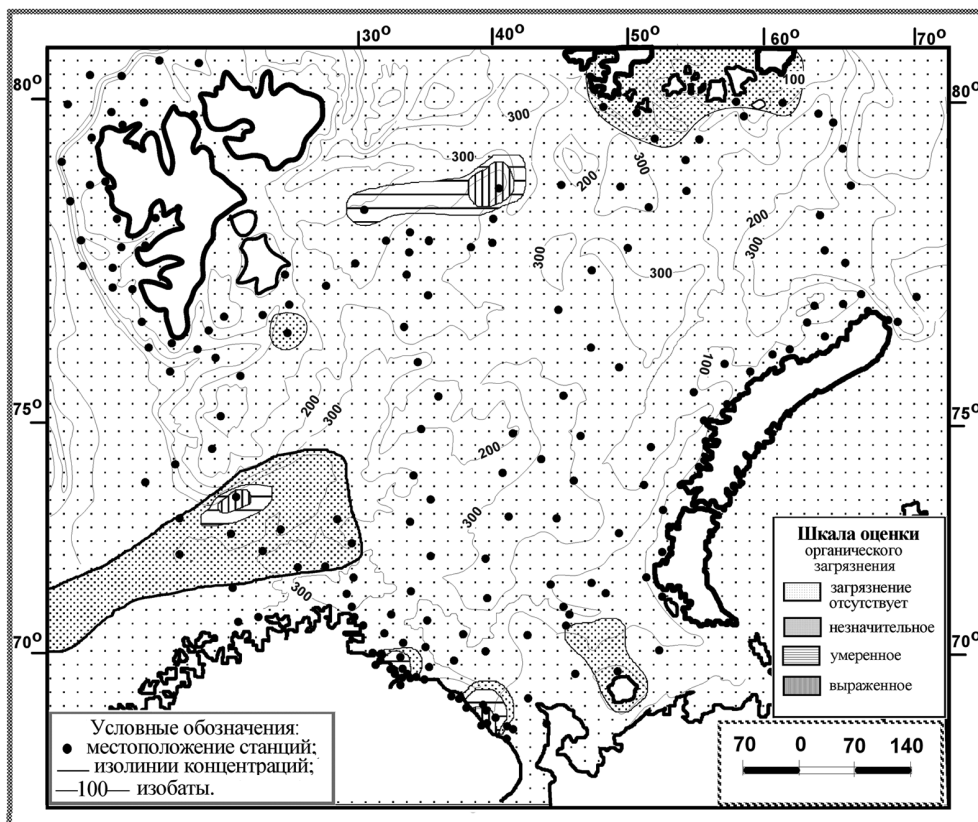 30° 40° 50° 60° 70°
80° 80°
100
300
300
200
300
200
300
300
300
100
200
300
75° 75°
200
300
300
70° 70°
Шкала оценки
органического
загрязнения
загрязнение
отсутствует
незначительное
умеренное
выраженное
Условные обозначения:
местоположение станций;
изолинии концентраций;
—100— изобаты.
70 0 70 140